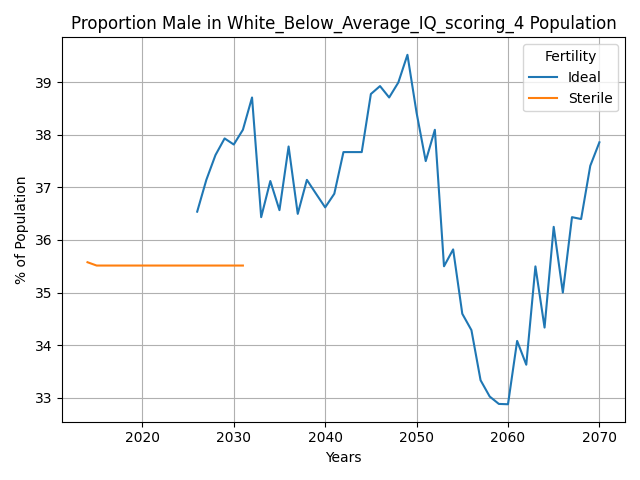 Proportion Male in White_Below_Average_IQ_scoring_4 Population
Fertility
Ideal
Sterile
% of Population
39
38
37
36
35
34
33
2020
2030
2040
2050
2060
2070
Years